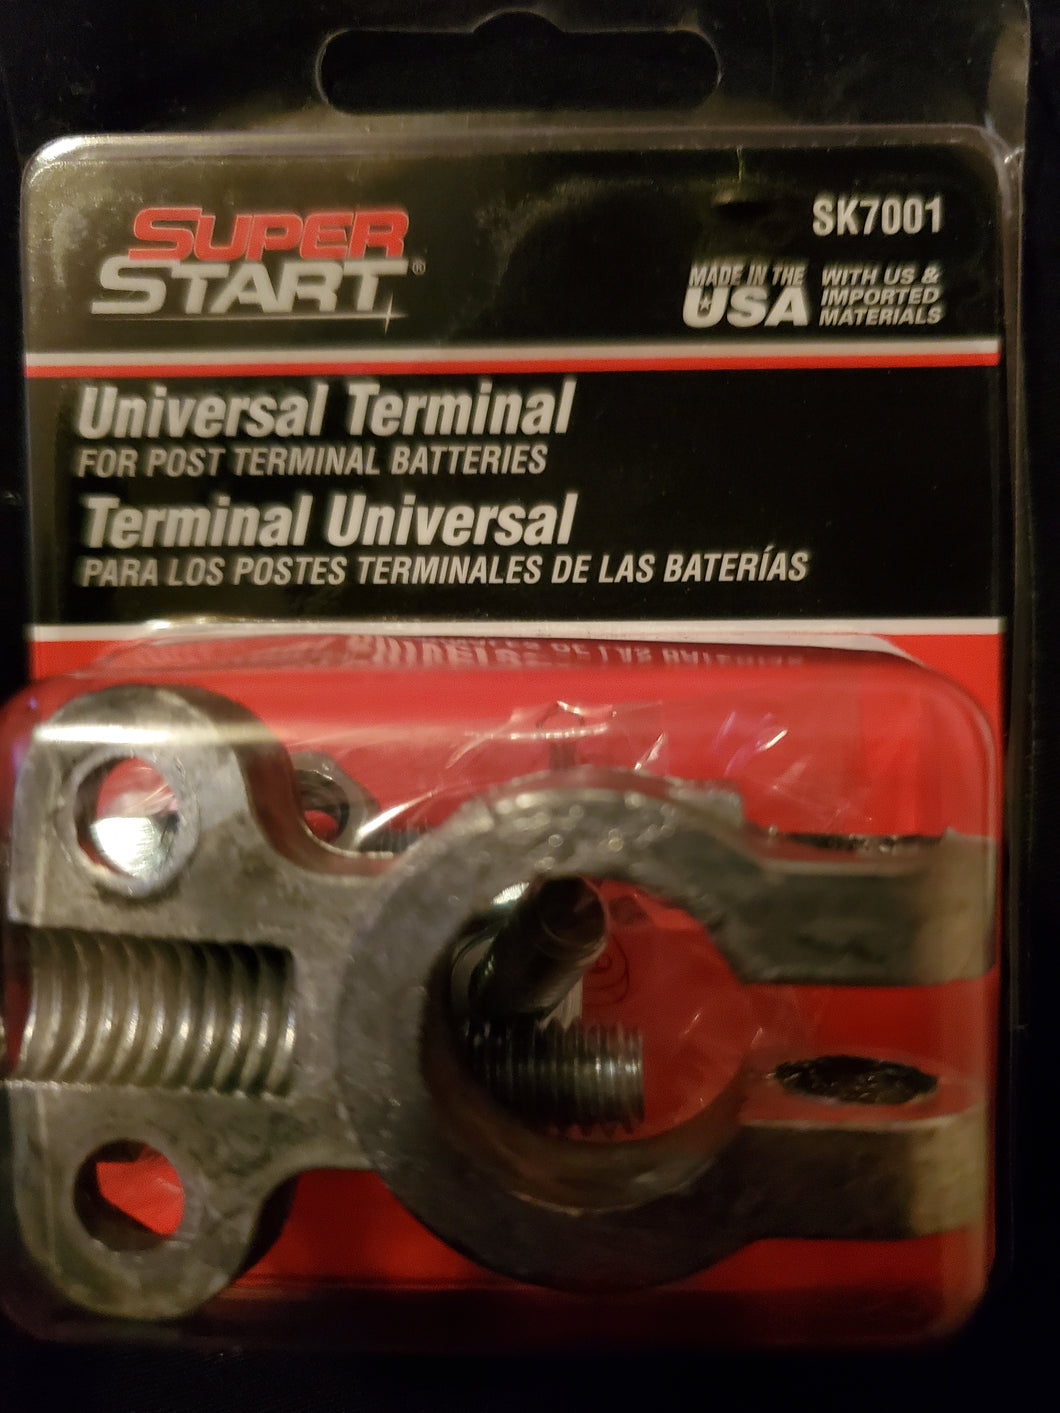 SUPER
START®
SK7001
MADE IN THE
USA
WITH US &
IMPORTED
MATERIALS
Universal Terminal
FOR POST TERMINAL BATTERIES
Terminal Universal
PARA LOS POSTES TERMINALES DE LAS BATERÍAS